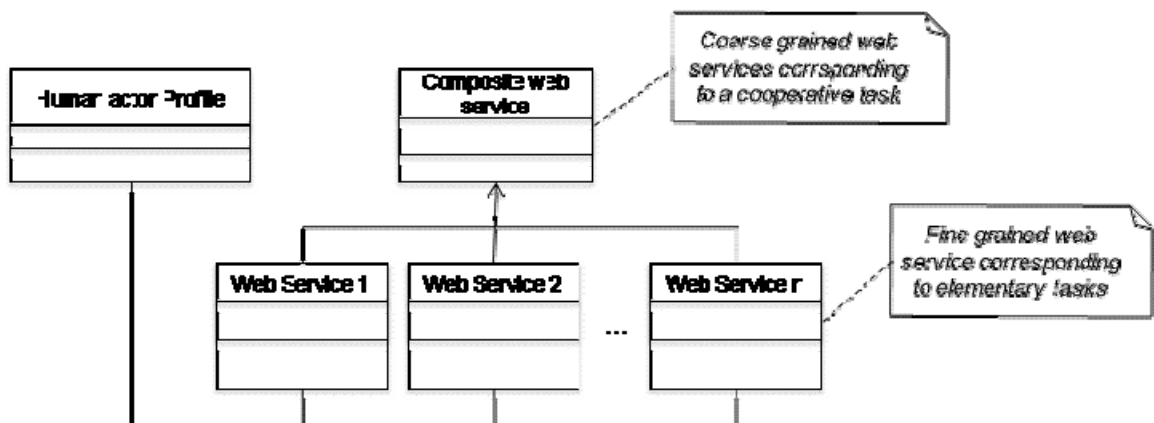 Coarse grained web
services corrsponding
to a cooperative task
Human actor Profile
Composite web
service
Fine grained web
service corresponding
to elementary tasks
Web Service 1
Web Service 2
...
Web Service n